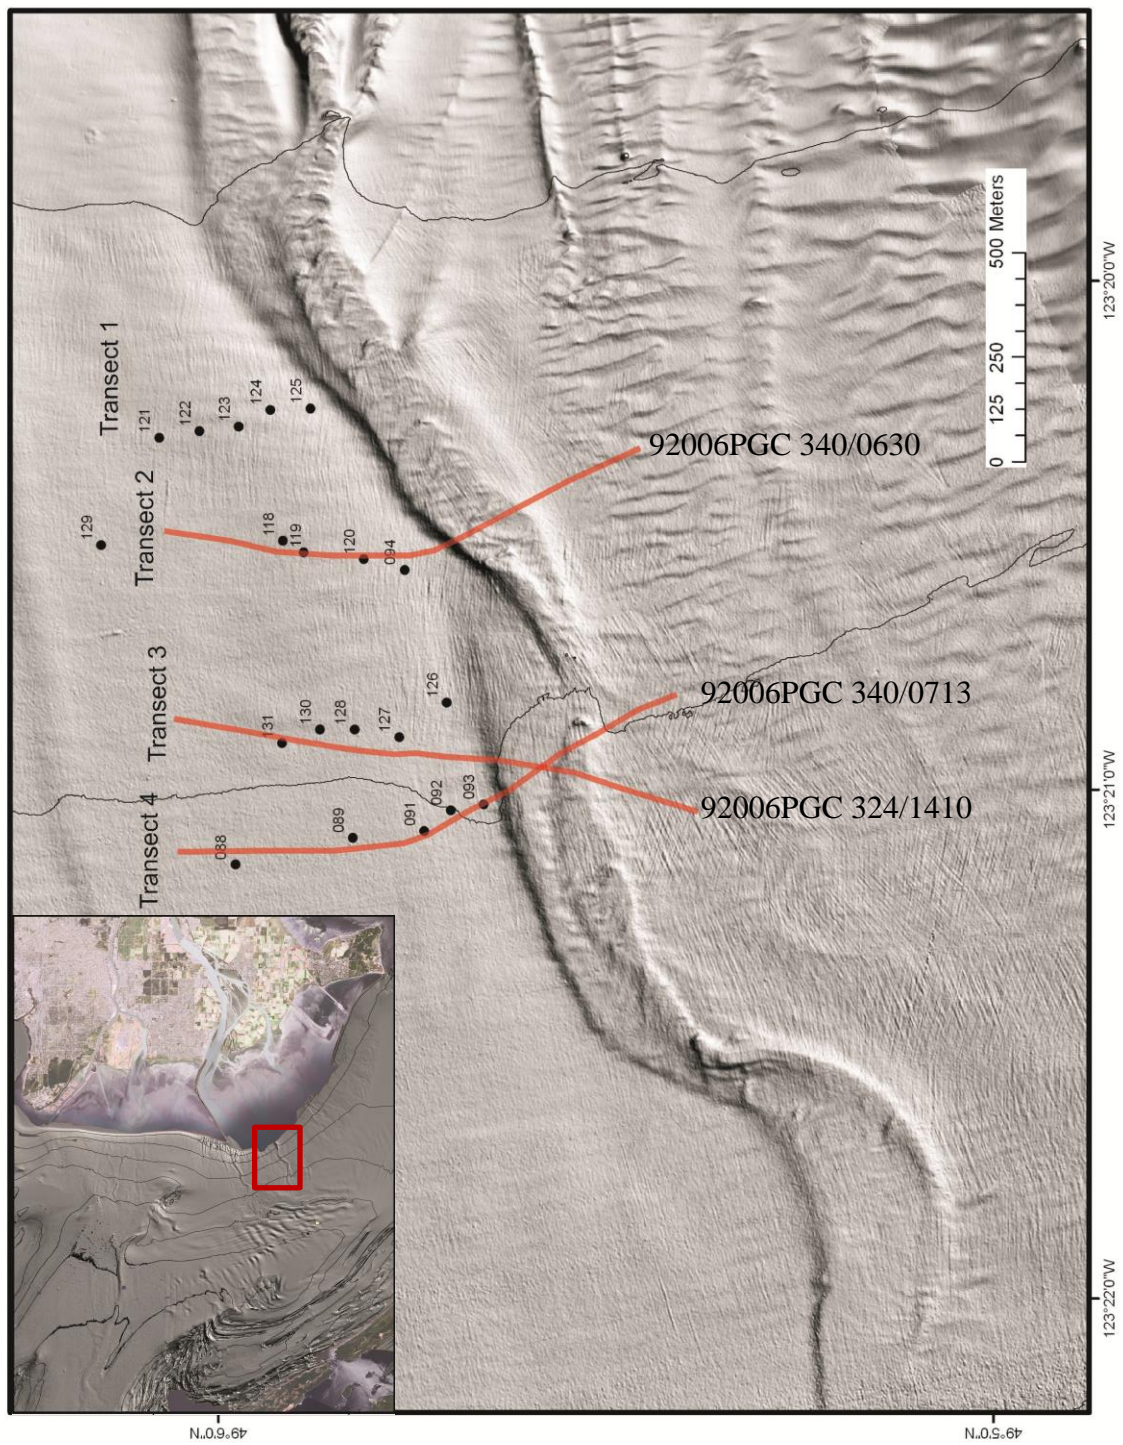 Transect 1
121
122
123
124
125
Transect 2
129
118
119
120
094
92006PGC 340/0630
Transect 3
131
130
128
127
126
92006PGC 340/0713
Transect 4
088
089
091
092
093
92006PGC 324/1410
0 125 250 500 Meters
123°20'0"W
123°21'0"W
123°22'0"W
49°6'0"N
49°5'0"N